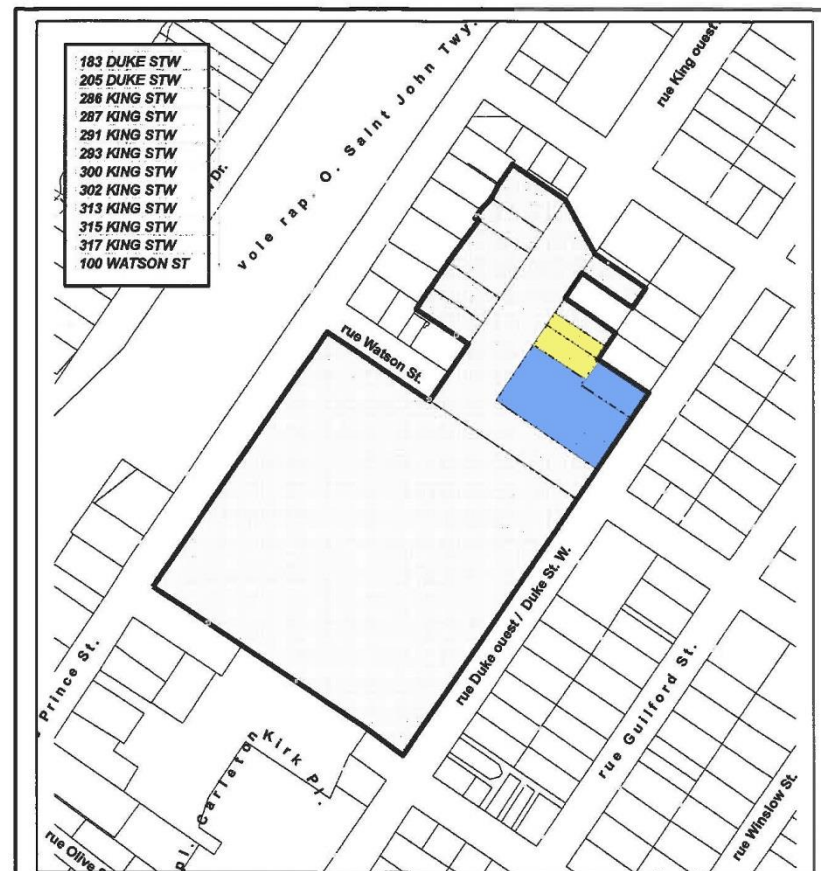 183 DUKE STW
205 DUKE STW
286 KING STW
287 KING STW
291 KING STW
293 KING STW
300 KING STW
302 KING STW
313 KING STW
315 KING STW
317 KING STW
100 WATSON ST
Dr.
voie rap. O. Saint John Twy.
rue King ouest
rue Watson St.
rue Duke ouest / Duke St. W.
rue Guilford St.
rue Winslow St.
Prince St.
pl. Carleton Kirk Pl.
rue Olive